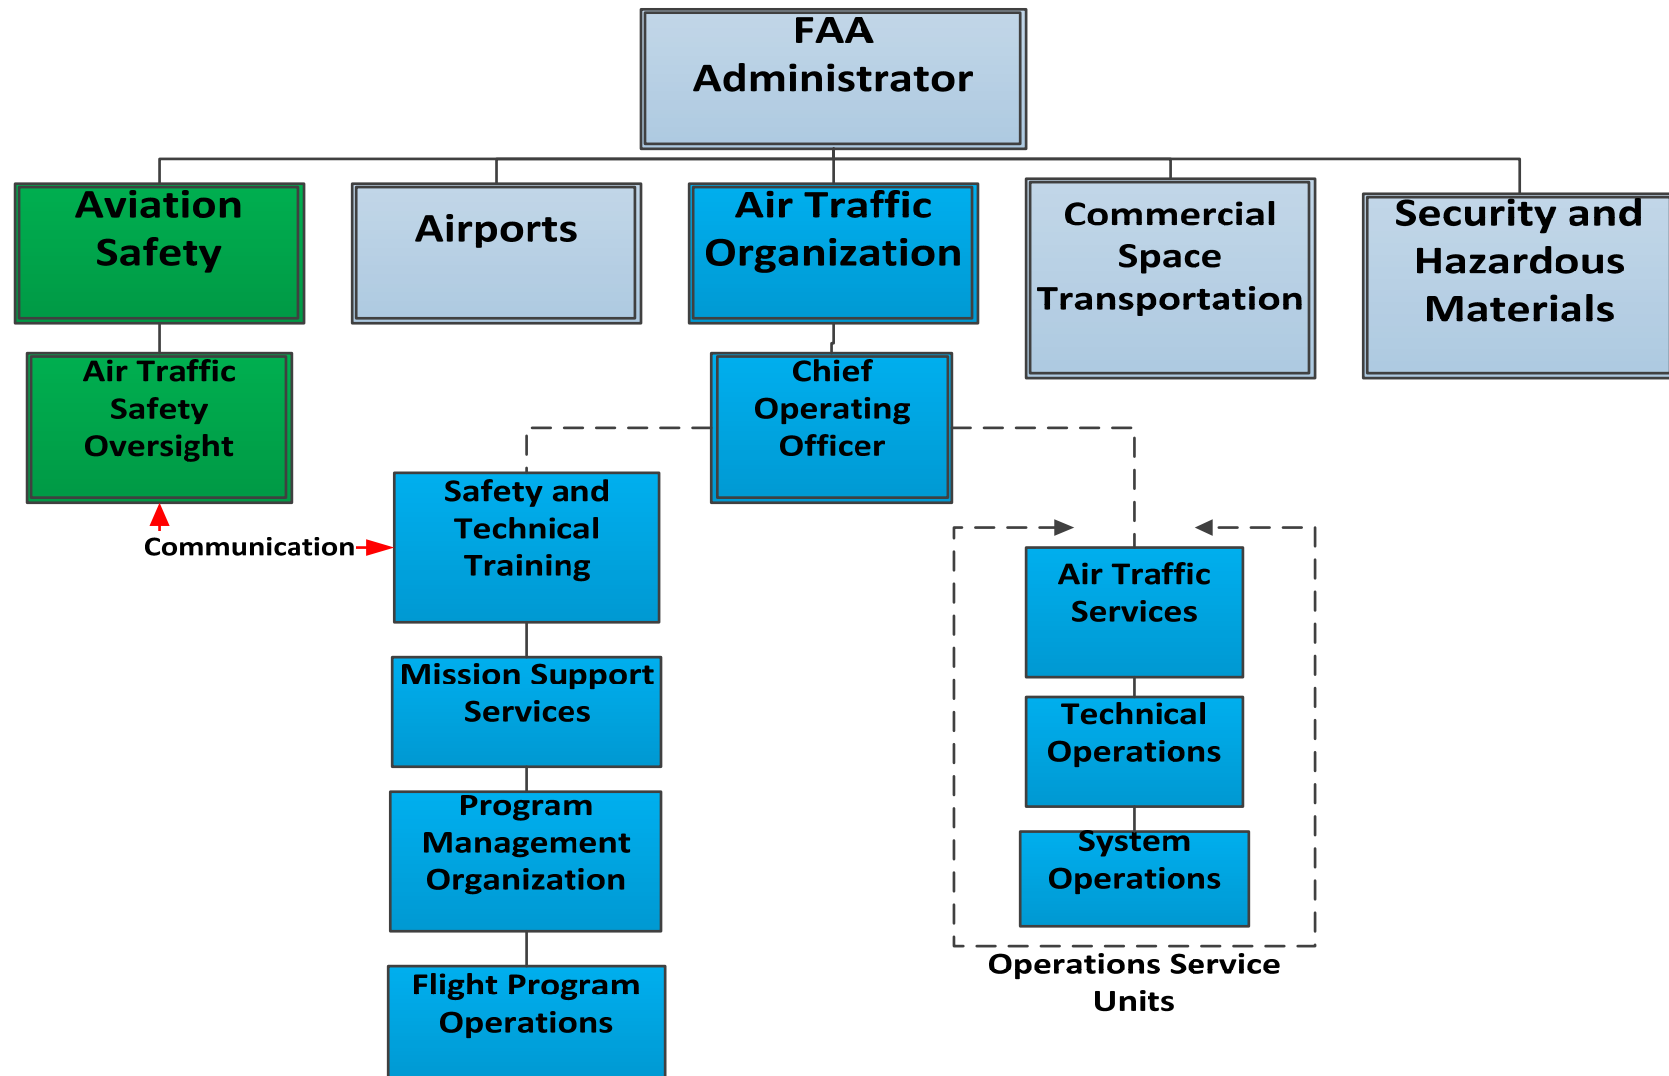 FAA
Administrator
Aviation
Safety
Airports
Air Traffic
Organization
Commercial
Space
Transportation
Security and
Hazardous
Materials
Air Traffic
Safety
Oversight
Chief
Operating
Officer
Communication
Safety and
Technical
Training
Mission Support
Services
Program
Management
Organization
Flight Program
Operations
Air Traffic
Services
Technical
Operations
System
Operations
Operations Service
Units